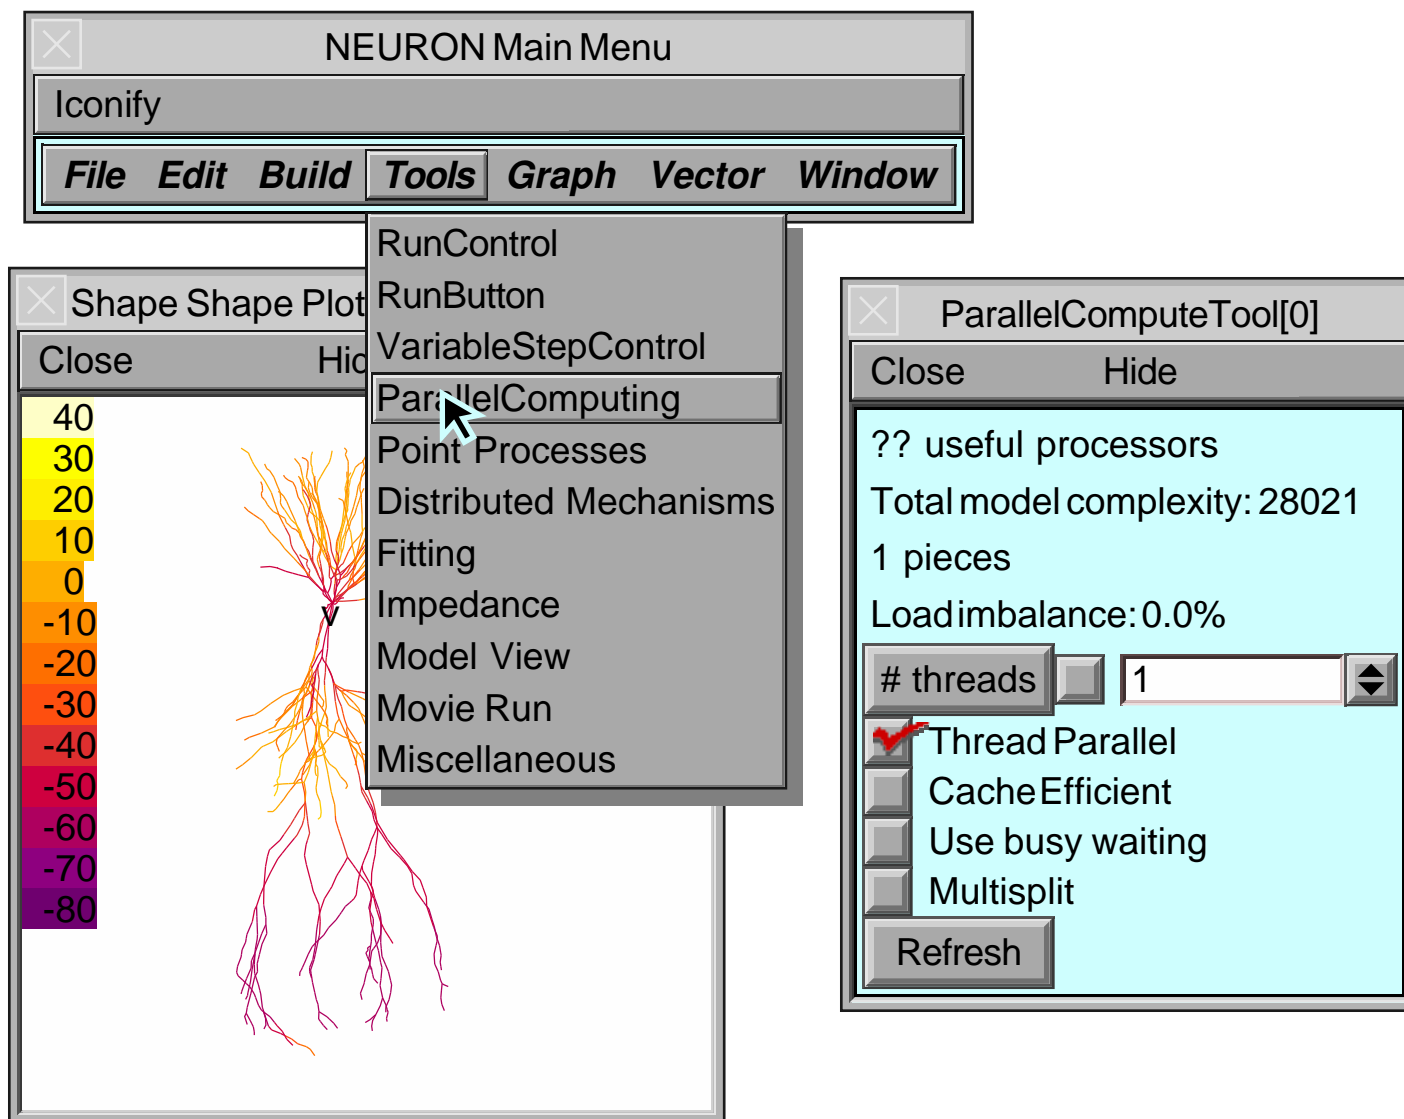 NEURON Main Menu
Iconify
File Edit Build Tools Graph Vector Window
RunControl
RunButton
VariableStepControl
ParallelComputing
Point Processes
Distributed Mechanisms
Fitting
Impedance
Model View
Movie Run
Miscellaneous
Shape Shape Plot
Close Hid
40
30
20
10
0
-10
-20
-30
-40
-50
-60
-70
-80
V
ParallelComputeTool[0]
Close Hide
?? useful processors
Total model complexity: 28021
1 pieces
Load imbalance: 0.0%
# threads 1
Thread Parallel
Cache Efficient
Use busy waiting
Multisplit
Refresh